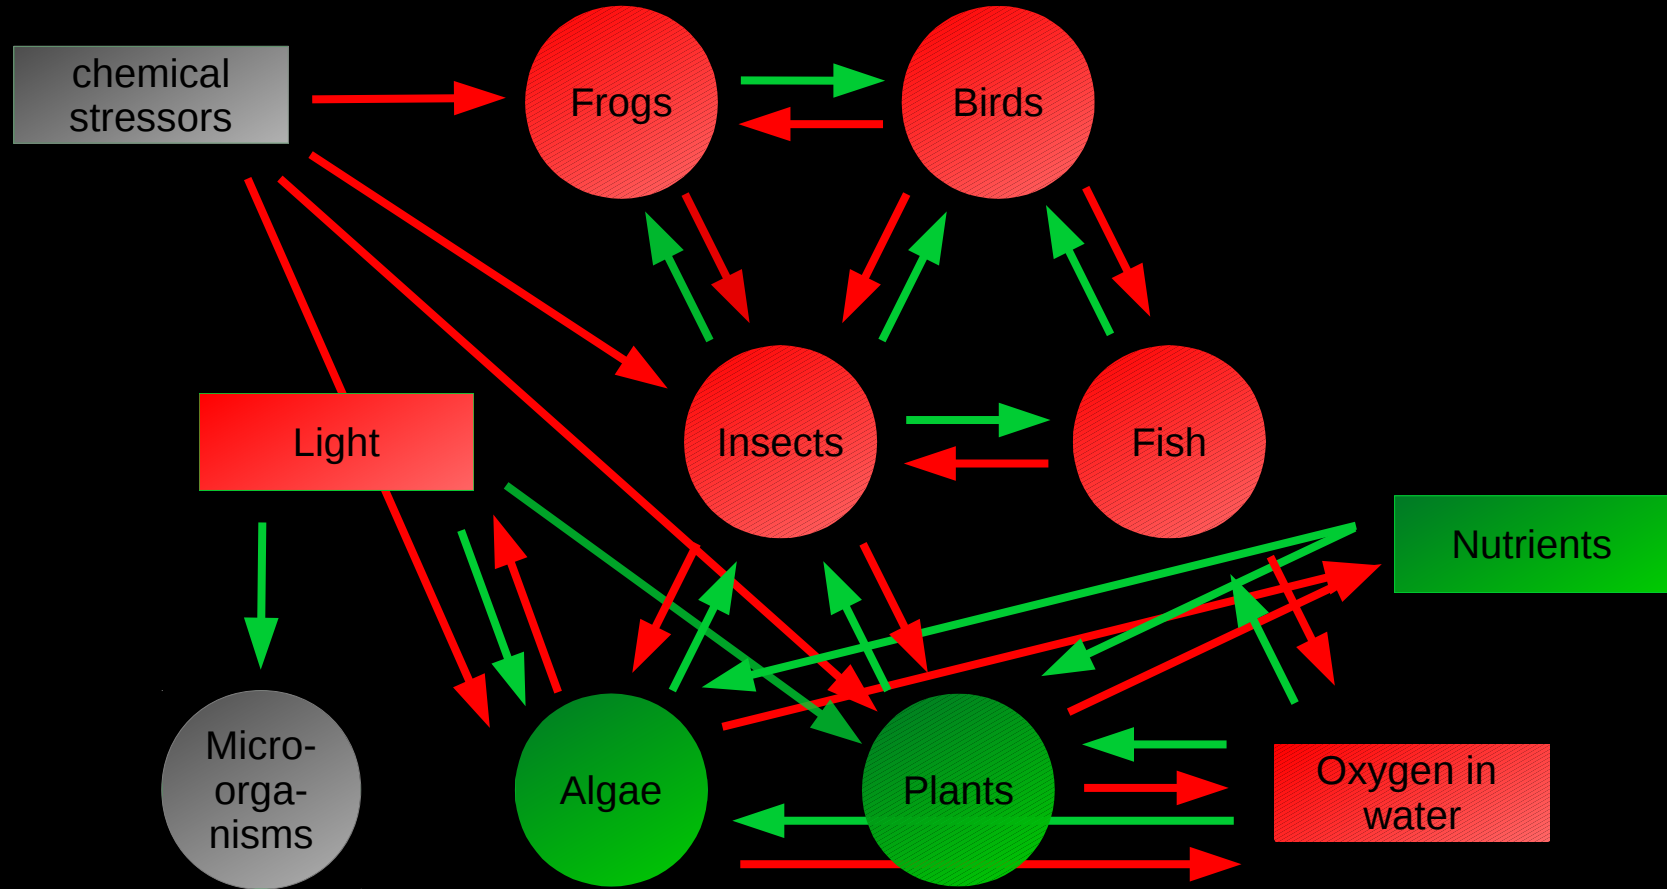 chemical
stressors
Frogs
Birds
Light
Insects
Fish
Nutrients
Micro-
orga-
nisms
Algae
Plants
Oxygen in
water